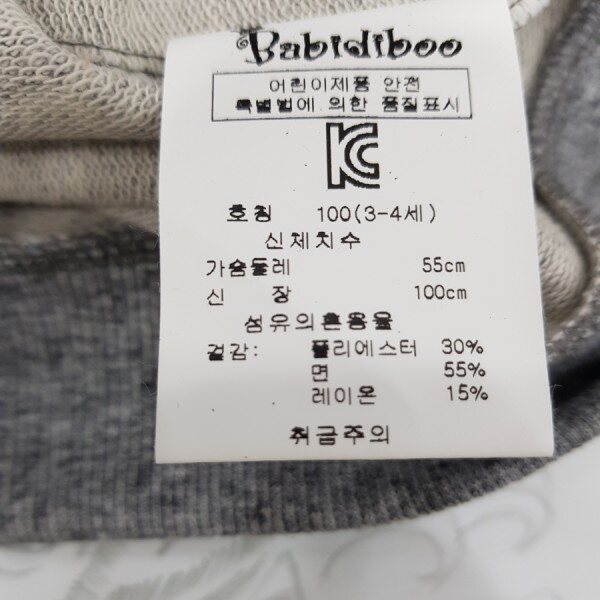 Babidiboo
어린이제품 안전
특별법에 의한 품질표시
KC
호칭 100(3-4세)
신체치수
가슴둘레 55cm
신 장 100cm
섬유의혼용율
겉감: 폴리에스터 30%
면 55%
레이온 15%
취급주의